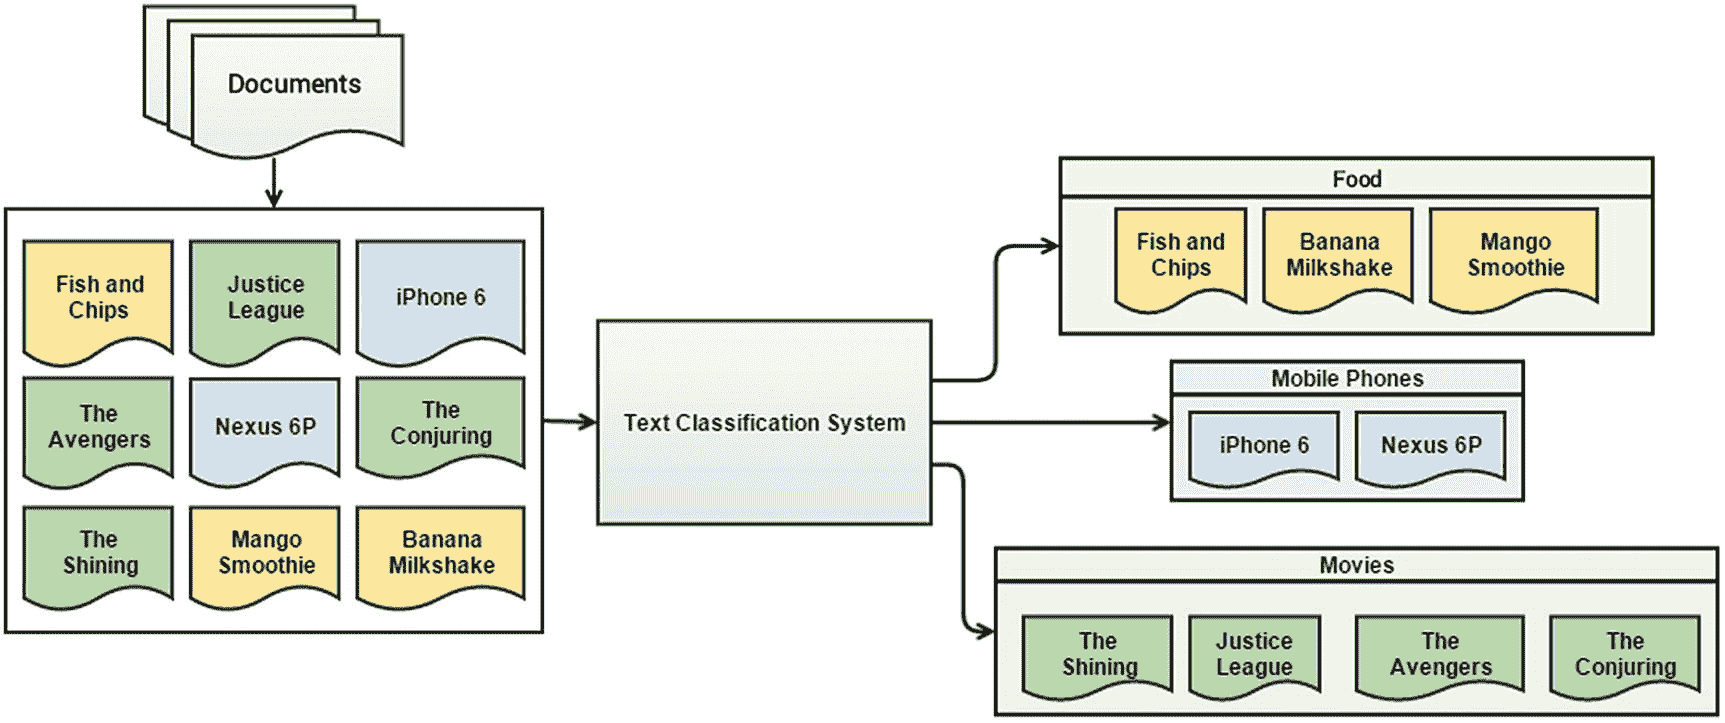 Documents
Fish and
Chips
Justice
League
iPhone 6
The
Avengers
Nexus 6P
The
Conjuring
The
Shining
Mango
Smoothie
Banana
Milkshake
Text Classification System
Food
Fish and
Chips
Banana
Milkshake
Mango
Smoothie
Mobile Phones
iPhone 6
Nexus 6P
Movies
The
Shining
Justice
League
The
Avengers
The
Conjuring